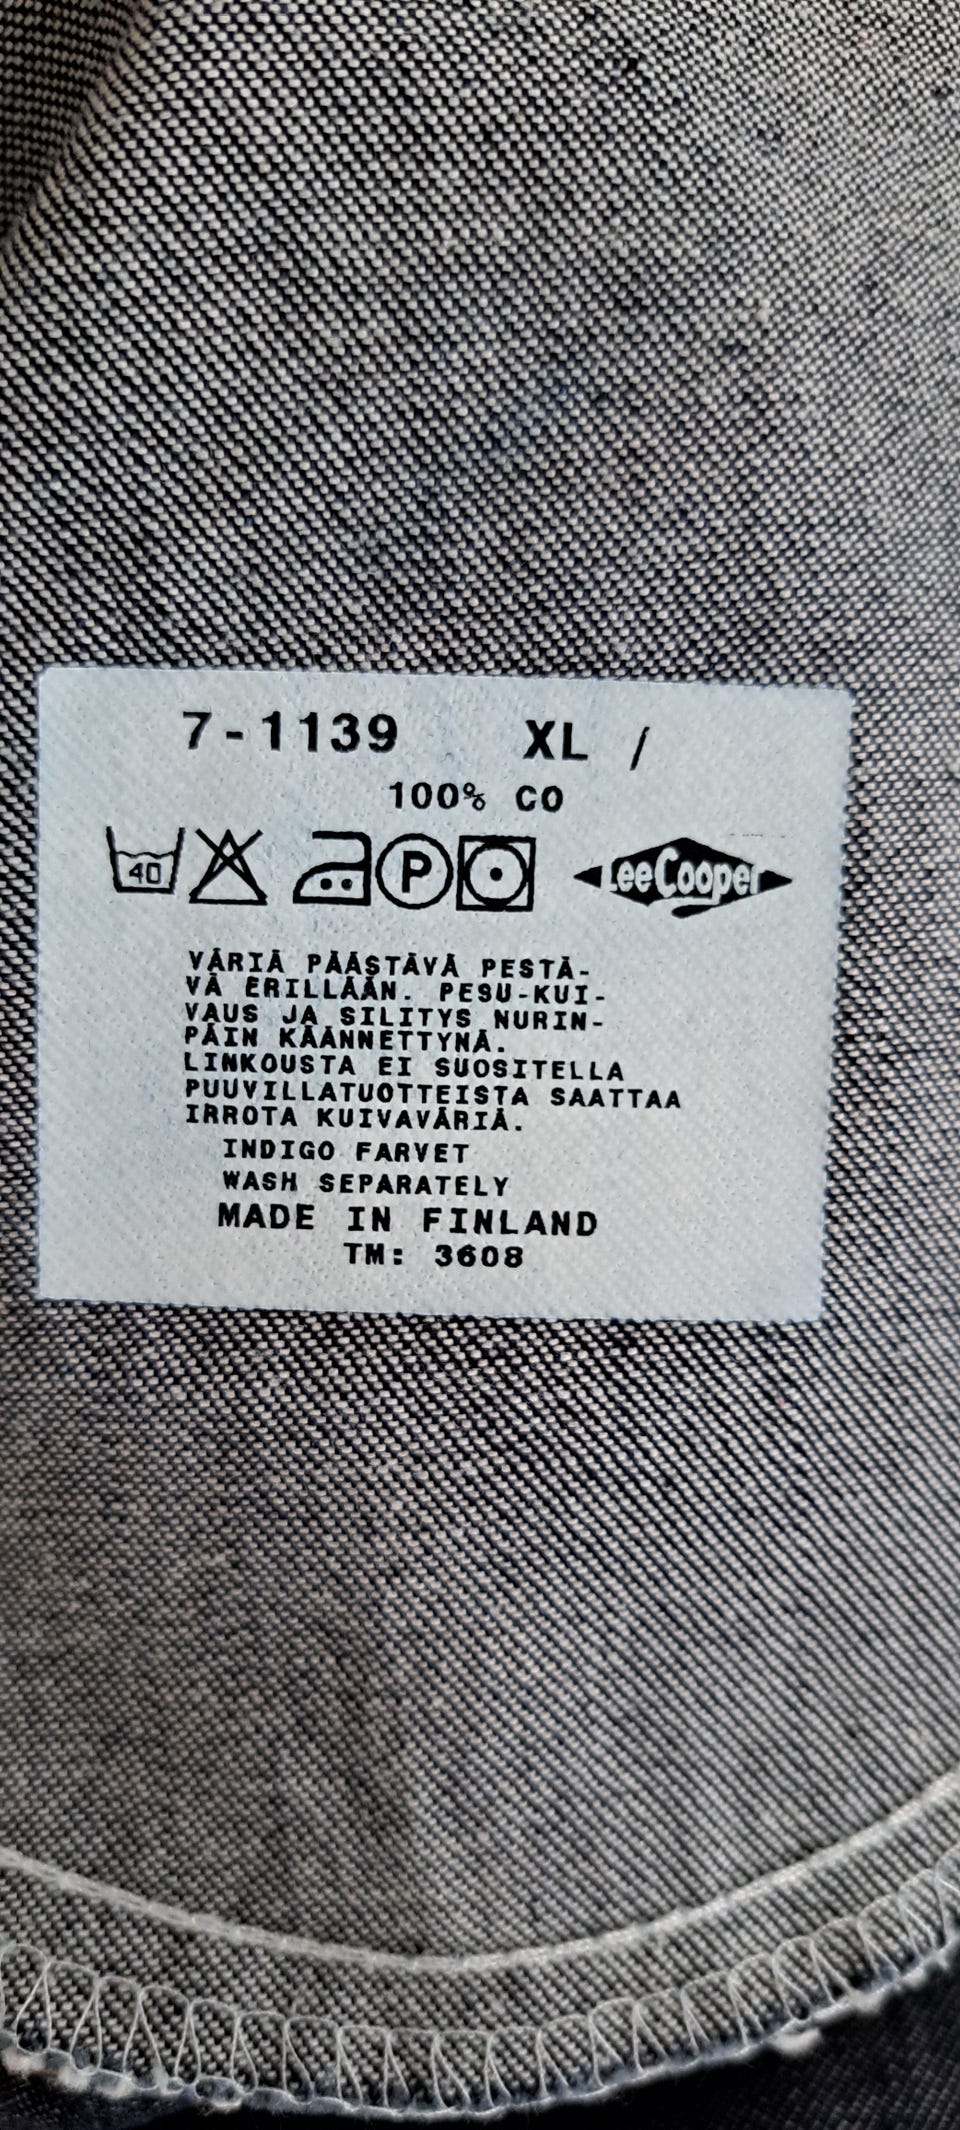 7-1139 XL /
100% CO
40 P LeeCooper
VÄRIÄ PÄÄSTÄVÄ PESTÄ-
VÄ ERILLÄÄN. PESU-KUI-
VAUS JA SILITYS NURIN-
PÄIN KÄÄNNETTYNÄ.
LINKOUSTA EI SUOSITELLA
PUUVILLATUOTTEISTA SAATTAA
IRROTA KUIVAVÄRIÄ.
INDIGO FARVET
WASH SEPARATELY
MADE IN FINLAND
TM: 3608